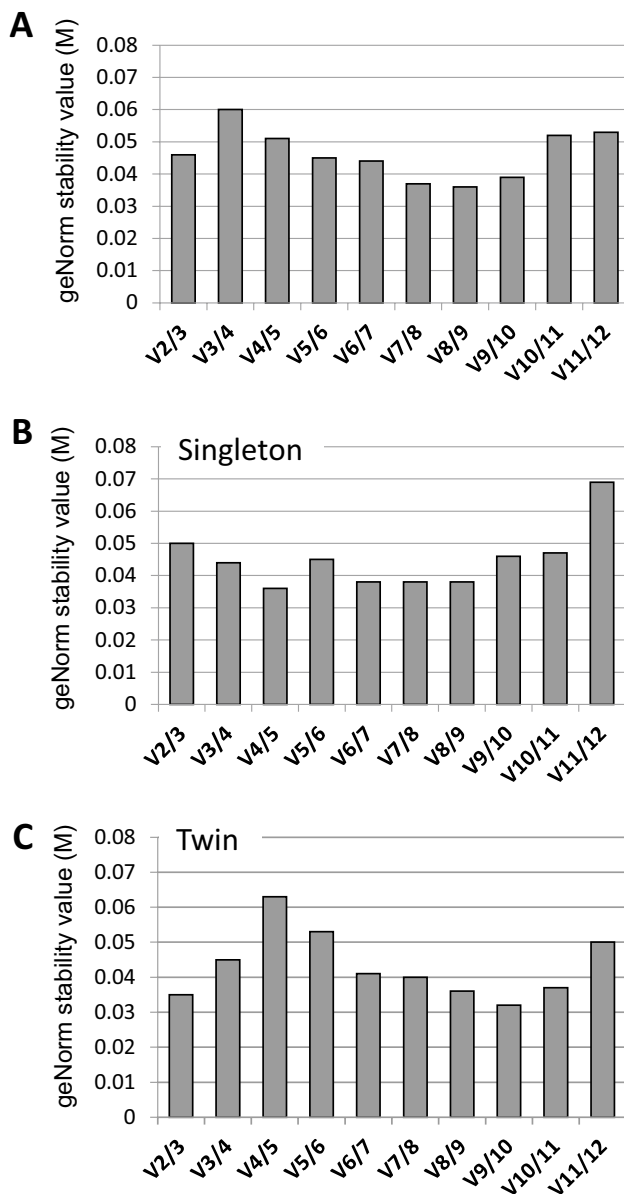 A
geNorm stability value (M)
0.08
0.07
0.06
0.05
0.04
0.03
0.02
0.01
0
V2/3
V3/4
V4/5
V5/6
V6/7
V7/8
V8/9
V9/10
V10/11
V11/12
B
Singleton
geNorm stability value (M)
0.08
0.07
0.06
0.05
0.04
0.03
0.02
0.01
0
V2/3
V3/4
V4/5
V5/6
V6/7
V7/8
V8/9
V9/10
V10/11
V11/12
C
Twin
geNorm stability value (M)
0.08
0.07
0.06
0.05
0.04
0.03
0.02
0.01
0
V2/3
V3/4
V4/5
V5/6
V6/7
V7/8
V8/9
V9/10
V10/11
V11/12